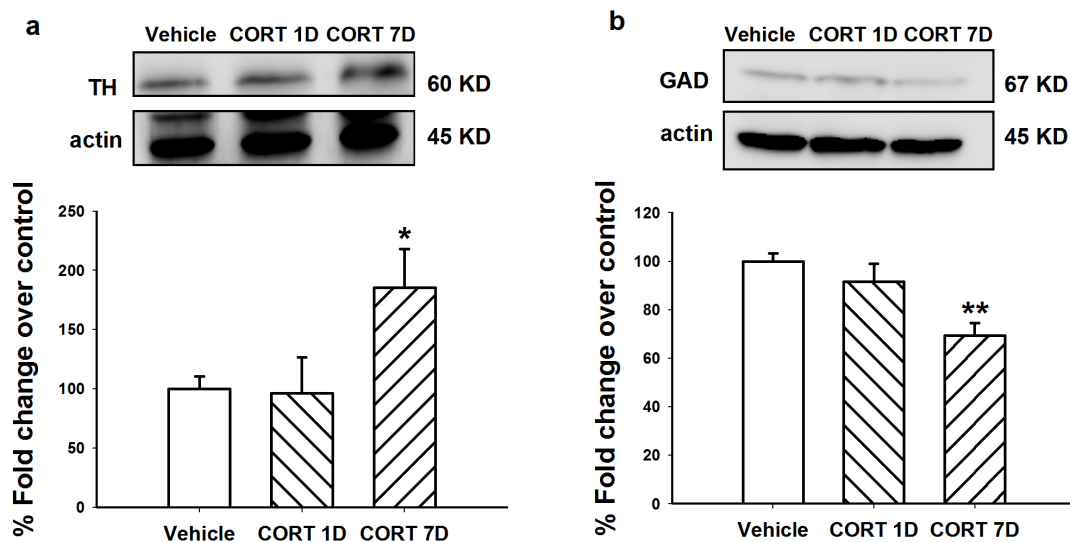 a
Vehicle CORT 1D CORT 7D
TH 60 KD
actin 45 KD
% Fold change over control
250
200
150
100
50
0
*
Vehicle CORT 1D CORT 7D
b
Vehicle CORT 1D CORT 7D
GAD 67 KD
actin 45 KD
% Fold change over control
120
100
80
60
40
20
0
**
Vehicle CORT 1D CORT 7D